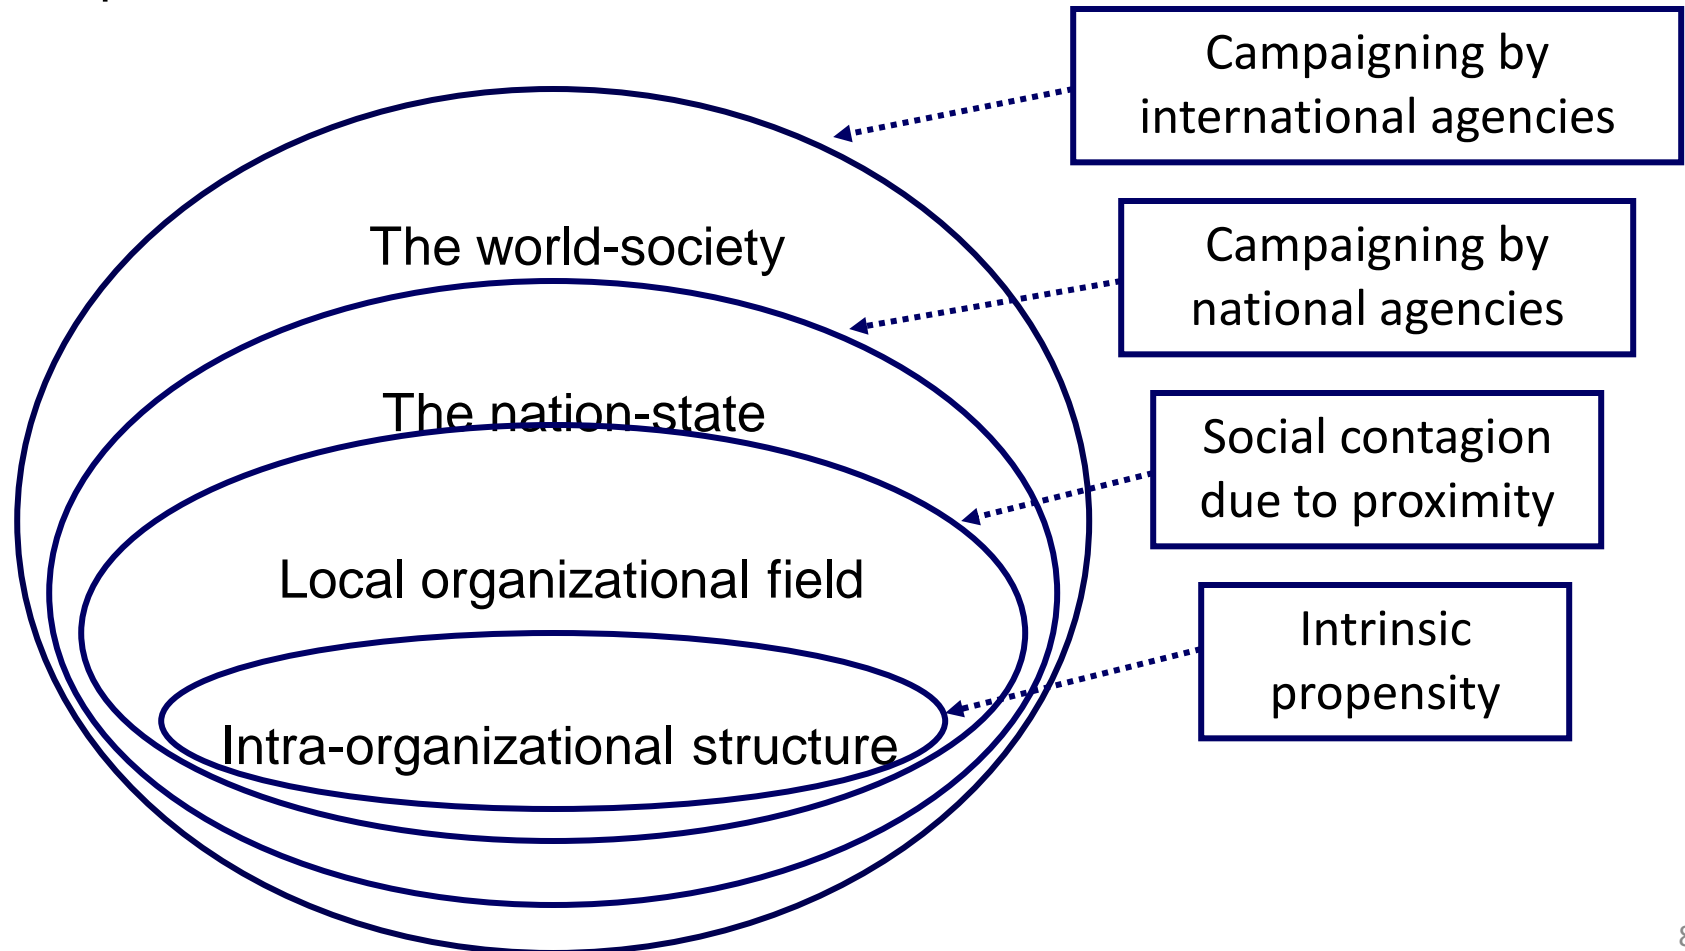 Campaigning by
international agencies
The world-society
Campaigning by
national agencies
The nation-state
Social contagion
due to proximity
Local organizational field
Intrinsic
propensity
Intra-organizational structure